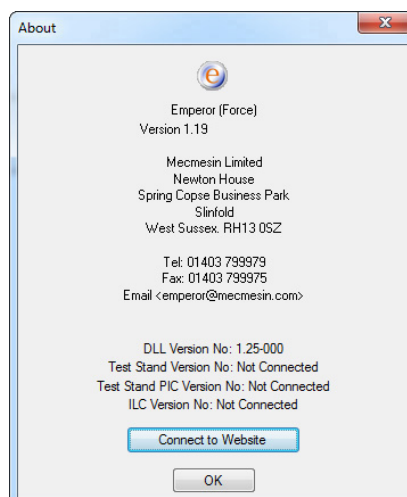 About
x
e
Emperor (Force)
Version 1.19
Mecmesin Limited
Newton House
Spring Copse Business Park
Slinfold
West Sussex. RH13 0SZ
Tel: 01403 799979
Fax: 01403 799975
Email <emperor@mecmesin.com>
DLL Version No: 1.25-000
Test Stand Version No: Not Connected
Test Stand PIC Version No: Not Connected
ILC Version No: Not Connected
Connect to Website
OK